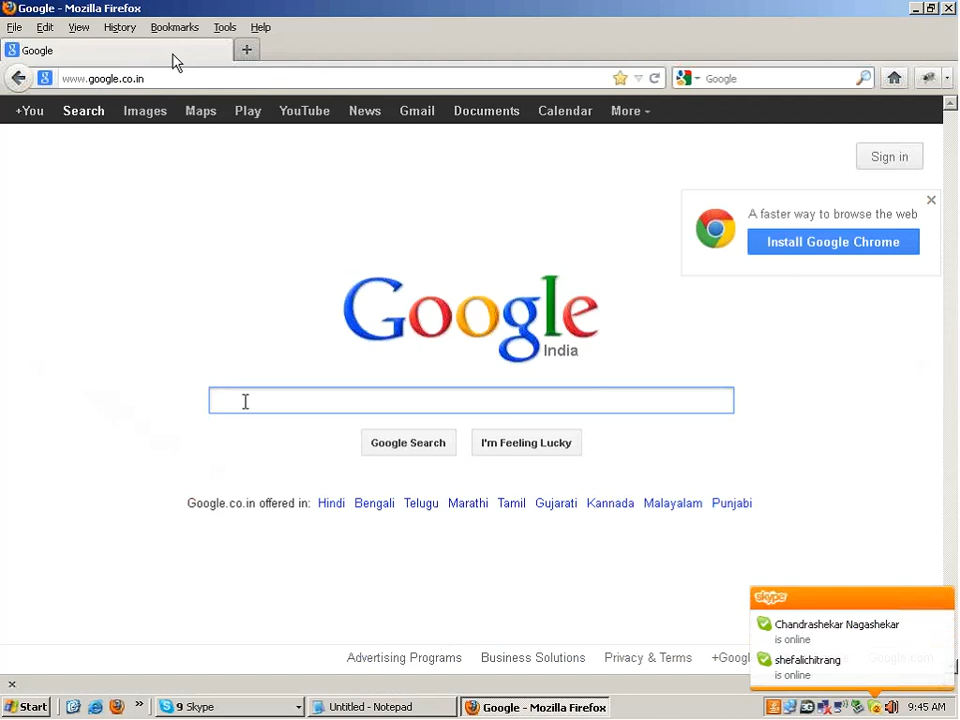 Google - Mozilla Firefox
File Edit View History Bookmarks Tools Help
Google
www.google.co.in
Google
+You Search Images Maps Play YouTube News Gmail Documents Calendar More
Sign in
A faster way to browse the web
Install Google Chrome
Google
India
Google Search I'm Feeling Lucky
Google.co.in offered in: Hindi Bengali Telugu Marathi Tamil Gujarati Kannada Malayalam Punjabi
skype
Chandrashekar Nagashekar
is online
shefalichitrang
is online
Advertising Programs Business Solutions Privacy & Terms +Googl
Start 9 Skype Untitled - Notepad Google - Mozilla Firefox 9:45 AM